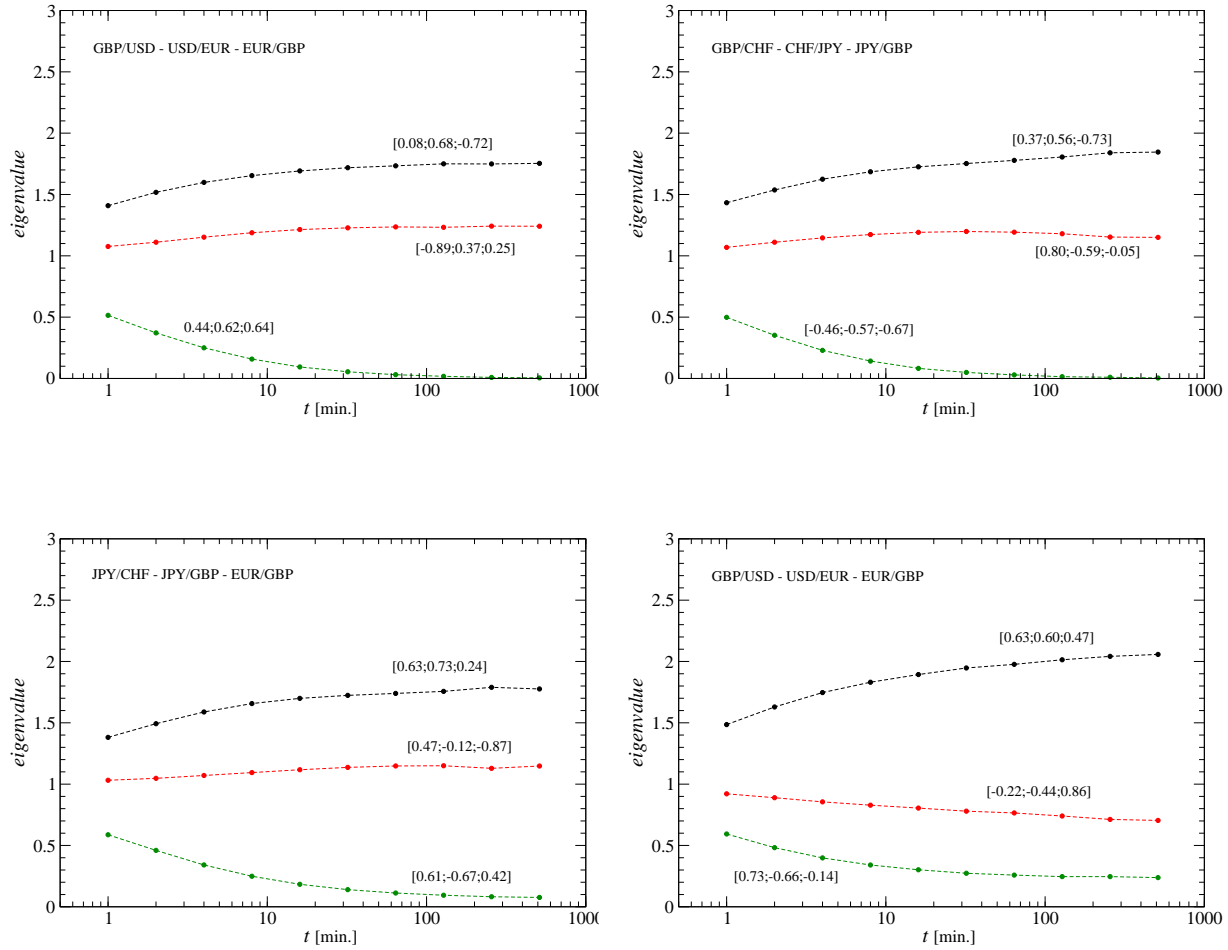 GBP/USD - USD/EUR - EUR/GBP
3
2.5
2
1.5
1
0.5
0
eigenvalue
[0.08;0.68;-0.72]
[-0.89;0.37;0.25]
0.44;0.62;0.64]
1 10 100 1000
t [min.]
GBP/CHF - CHF/JPY - JPY/GBP
3
2.5
2
1.5
1
0.5
0
eigenvalue
[0.37;0.56;-0.73]
[0.80;-0.59;-0.05]
[-0.46;-0.57;-0.67]
1 10 100 1000
t [min.]
JPY/CHF - JPY/GBP - EUR/GBP
3
2.5
2
1.5
1
0.5
0
eigenvalue
[0.63;0.73;0.24]
[0.47;-0.12;-0.87]
[0.61;-0.67;0.42]
1 10 100 1000
t [min.]
GBP/USD - USD/EUR - EUR/GBP
3
2.5
2
1.5
1
0.5
0
eigenvalue
[0.63;0.60;0.47]
[-0.22;-0.44;0.86]
[0.73;-0.66;-0.14]
1 10 100 1000
t [min.]